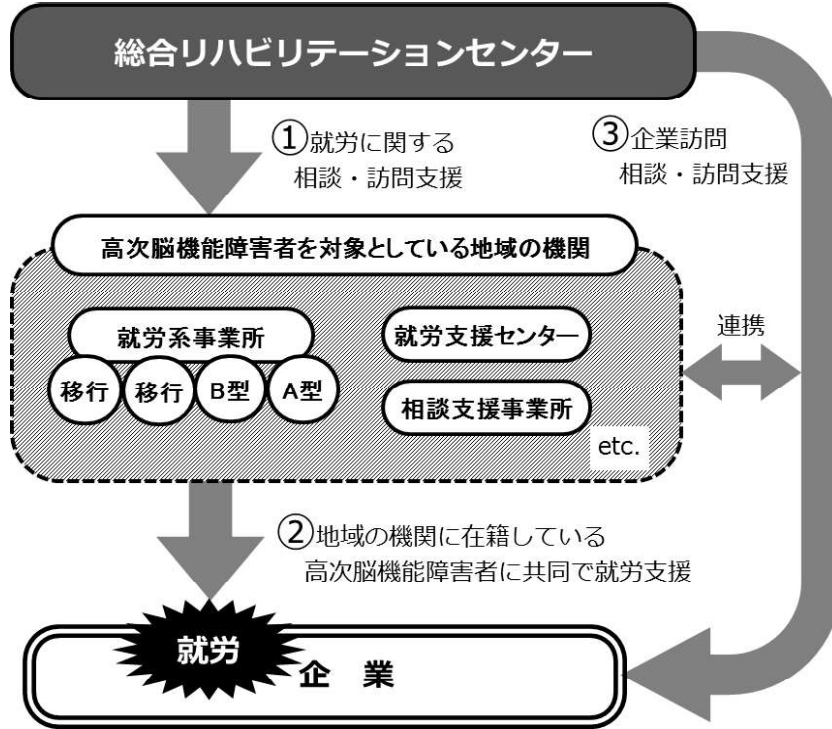 総合リハビリテーションセンター
①就労に関する
相談・訪問支援
③企業訪問
相談・訪問支援
高次脳機能障害者を対象としている地域の機関
就労系事業所
移行
移行
B型
A型
就労支援センター
相談支援事業所
etc.
連携
②地域の機関に在籍している
高次脳機能障害者に共同で就労支援
就労
企　業